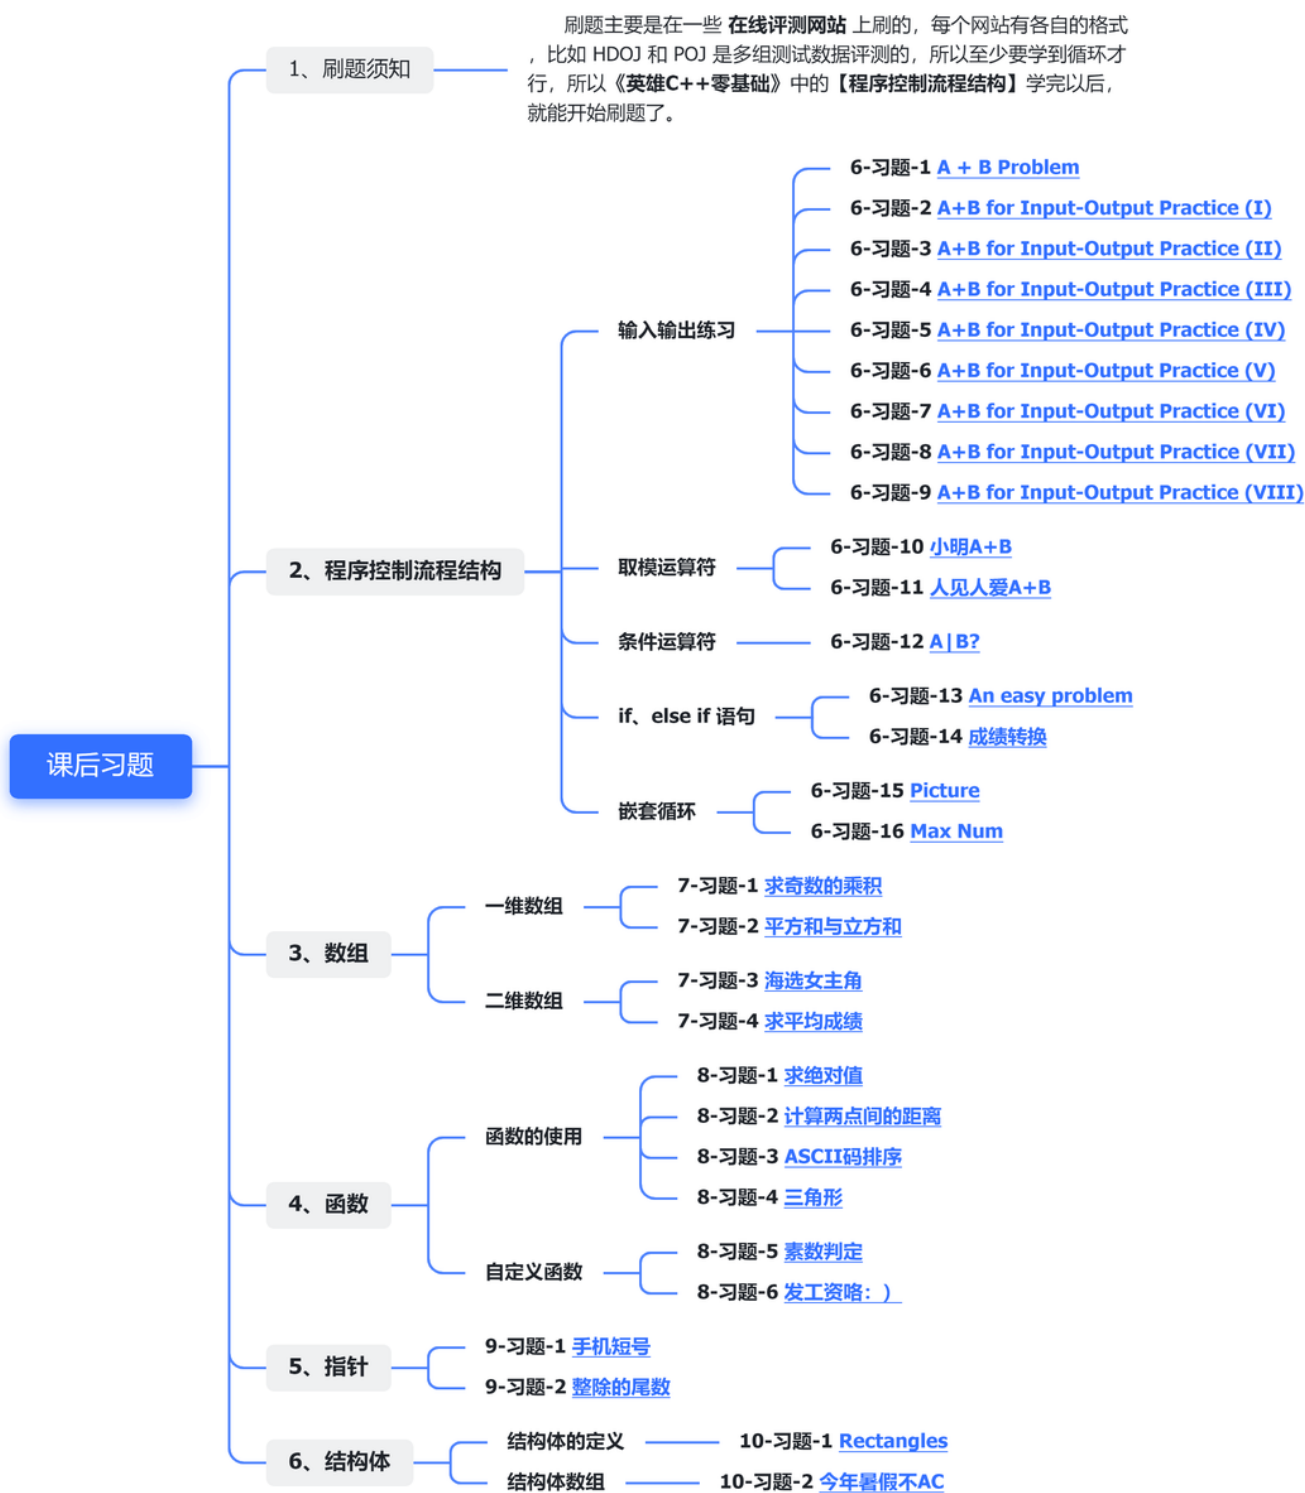 课后习题
1、刷题须知
刷题主要是在一些 在线评测网站 上刷的，每个网站有各自的格式
，比如 HDOJ 和 POJ 是多组测试数据评测的，所以至少要学到循环才
行，所以《英雄C++零基础》中的【程序控制流程结构】学完以后，
就能开始刷题了。
2、程序控制流程结构
输入输出练习
6-习题-1 A + B Problem
6-习题-2 A+B for Input-Output Practice (I)
6-习题-3 A+B for Input-Output Practice (II)
6-习题-4 A+B for Input-Output Practice (III)
6-习题-5 A+B for Input-Output Practice (IV)
6-习题-6 A+B for Input-Output Practice (V)
6-习题-7 A+B for Input-Output Practice (VI)
6-习题-8 A+B for Input-Output Practice (VII)
6-习题-9 A+B for Input-Output Practice (VIII)
取模运算符
6-习题-10 小明A+B
6-习题-11 人见人爱A+B
条件运算符
6-习题-12 A|B?
if、else if 语句
6-习题-13 An easy problem
6-习题-14 成绩转换
嵌套循环
6-习题-15 Picture
6-习题-16 Max Num
3、数组
一维数组
7-习题-1 求奇数的乘积
7-习题-2 平方和与立方和
二维数组
7-习题-3 海选女主角
7-习题-4 求平均成绩
4、函数
函数的使用
8-习题-1 求绝对值
8-习题-2 计算两点间的距离
8-习题-3 ASCII码排序
8-习题-4 三角形
自定义函数
8-习题-5 素数判定
8-习题-6 发工资咯：）
5、指针
9-习题-1 手机短号
9-习题-2 整除的尾数
6、结构体
结构体的定义
10-习题-1 Rectangles
结构体数组
10-习题-2 今年暑假不AC